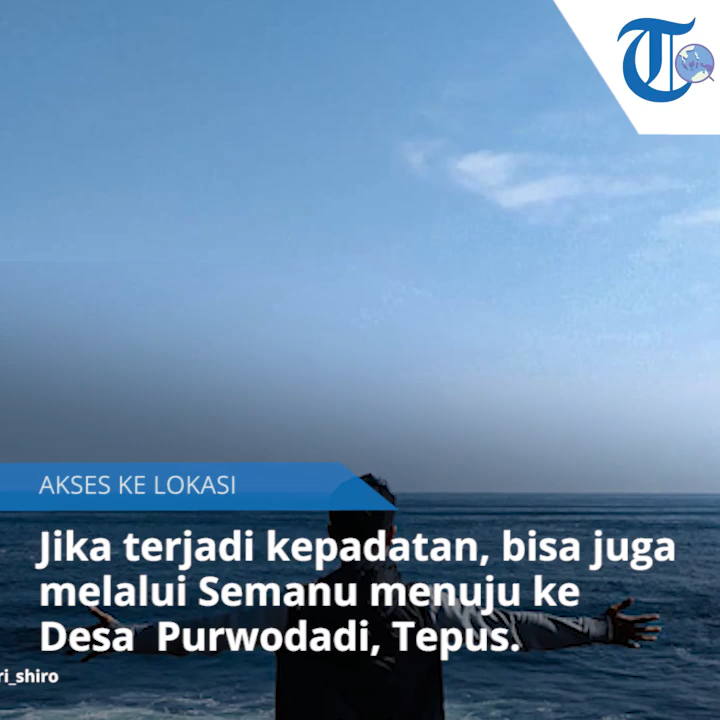 T
AKSES KE LOKASI
Jika terjadi kepadatan, bisa juga
melalui Semanu menuju ke
Desa Purwodadi, Tepus.
ri_shiro